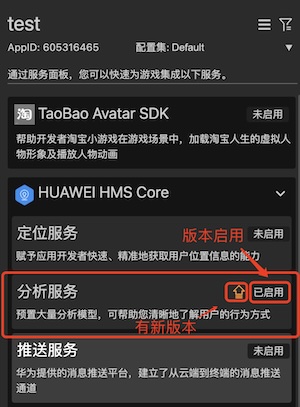 test
AppID: 605316465 配置集: Default
通过服务面板，您可以快速为游戏集成以下服务。
淘 TaoBao Avatar SDK 未启用
帮助开发者淘宝小游戏在游戏场景中，加载淘宝人生的虚拟人
物形象及播放人物动画
HUAWEI HMS Core
定位服务 未启用
版本启用
赋予应用开发者快速、精准地获取用户位置信息的能力
分析服务 已启用
预置大量分析模型，可帮助您清晰地了解用户的行为方式
有新版本
推送服务 未启用
华为提供的消息推送平台，建立了从云端到终端的消息推送
通道